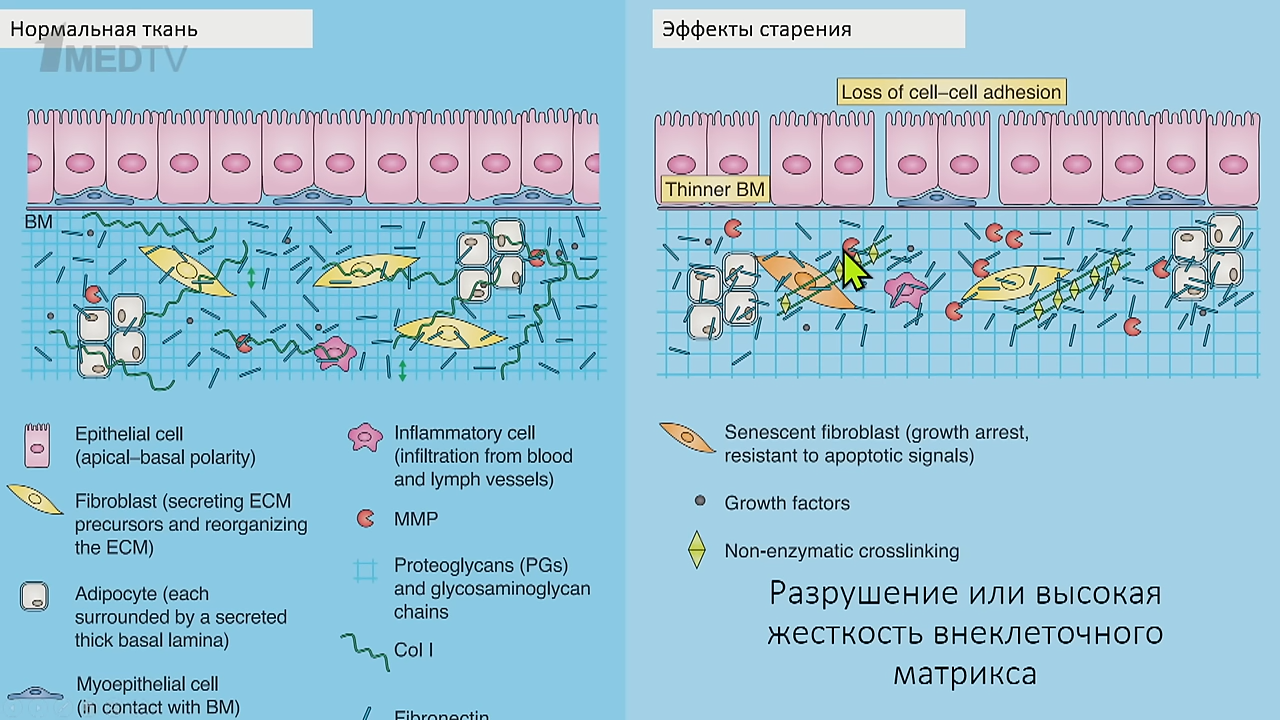 Нормальная ткань
1MEDTV
BM
Epithelial cell
(apical–basal polarity)
Fibroblast (secreting ECM
precursors and reorganizing
the ECM)
Adipocyte (each
surrounded by a secreted
thick basal lamina)
Myoepithelial cell
(in contact with BM)
Inflammatory cell
(infiltration from blood
and lymph vessels)
MMP
Proteoglycans (PGs)
and glycosaminoglycan
chains
Col I
Fibronectin
Эффекты старения
Loss of cell–cell adhesion
Thinner BM
Senescent fibroblast (growth arrest,
resistant to apoptotic signals)
Growth factors
Non-enzymatic crosslinking
Разрушение или высокая
жесткость внеклеточного
матрикса